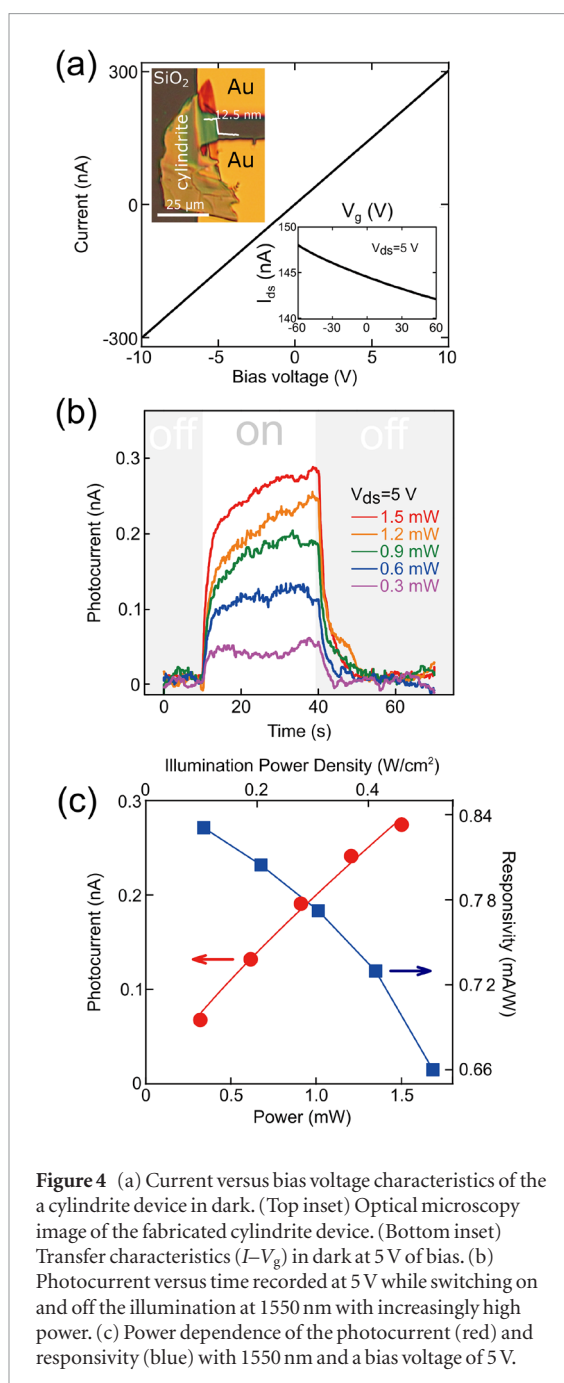 (a)
300
0
-300
Current (nA)
SiO₂
Au
12.5 nm
cylindrite
Au
25 µm
Vg (V)
150
145
140
Ids (nA)
Vds=5 V
-60 -30 0 30 60
-10 -5 0 5 10
Bias voltage (V)
(b)
off on off
0.3
0.2
0.1
0
Photocurrent (nA)
Vds=5 V
1.5 mW
1.2 mW
0.9 mW
0.6 mW
0.3 mW
0 20 40 60
Time (s)
(c)
Illumination Power Density (W/cm²)
0 0.2 0.4
0.3
0.2
0.1
0
Photocurrent (nA)
0.84
0.78
0.72
0.66
Responsivity (mA/W)
0 0.5 1.0 1.5
Power (mW)
Figure 4 (a) Current versus bias voltage characteristics of the
a cylindrite device in dark. (Top inset) Optical microscopy
image of the fabricated cylindrite device. (Bottom inset)
Transfer characteristics (I–Vg) in dark at 5 V of bias. (b)
Photocurrent versus time recorded at 5 V while switching on
and off the illumination at 1550 nm with increasingly high
power. (c) Power dependence of the photocurrent (red) and
responsivity (blue) with 1550 nm and a bias voltage of 5 V.